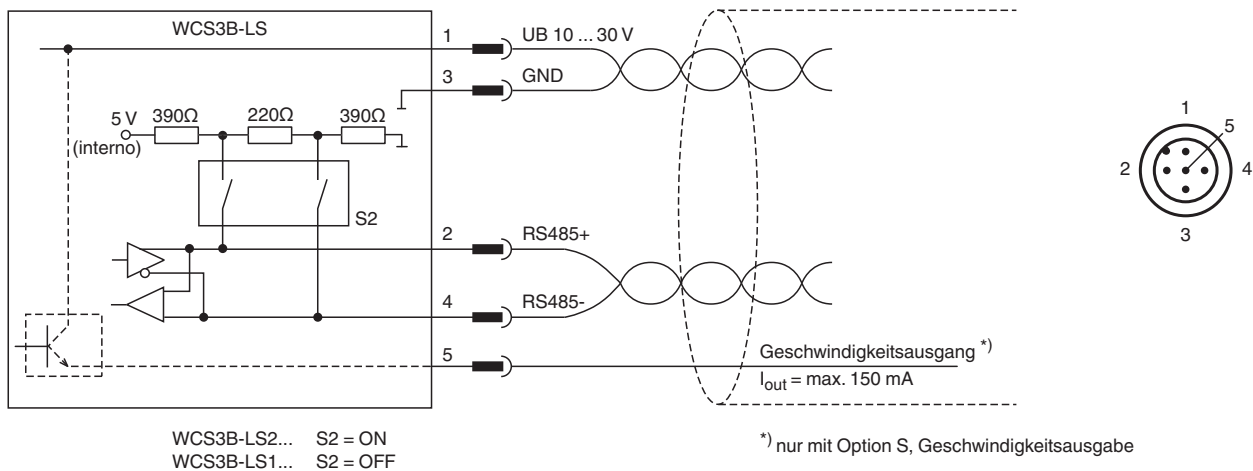 WCS3B-LS
1
UB 10 ... 30 V
3
GND
5 V
(interno)
390Ω
220Ω
390Ω
S2
2
RS485+
4
RS485-
5
Geschwindigkeitsausgang *)
Iout = max. 150 mA
1
5
2
4
3
WCS3B-LS2... S2 = ON
WCS3B-LS1... S2 = OFF
*) nur mit Option S, Geschwindigkeitsausgabe